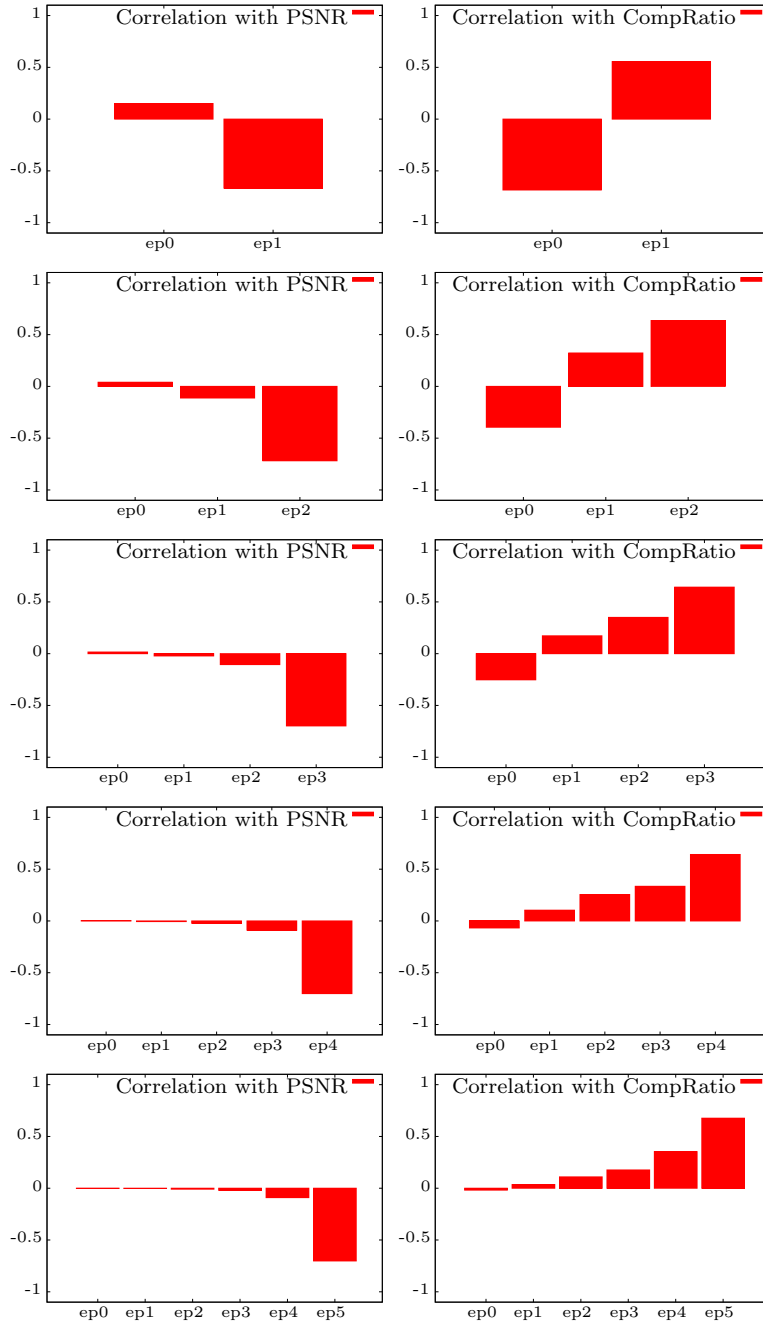 Correlation with PSNR
1
0.5
0
-0.5
-1
ep0 ep1
Correlation with CompRatio
1
0.5
0
-0.5
-1
ep0 ep1
Correlation with PSNR
1
0.5
0
-0.5
-1
ep0 ep1 ep2
Correlation with CompRatio
1
0.5
0
-0.5
-1
ep0 ep1 ep2
Correlation with PSNR
1
0.5
0
-0.5
-1
ep0 ep1 ep2 ep3
Correlation with CompRatio
1
0.5
0
-0.5
-1
ep0 ep1 ep2 ep3
Correlation with PSNR
1
0.5
0
-0.5
-1
ep0 ep1 ep2 ep3 ep4
Correlation with CompRatio
1
0.5
0
-0.5
-1
ep0 ep1 ep2 ep3 ep4
Correlation with PSNR
1
0.5
0
-0.5
-1
ep0 ep1 ep2 ep3 ep4 ep5
Correlation with CompRatio
1
0.5
0
-0.5
-1
ep0 ep1 ep2 ep3 ep4 ep5